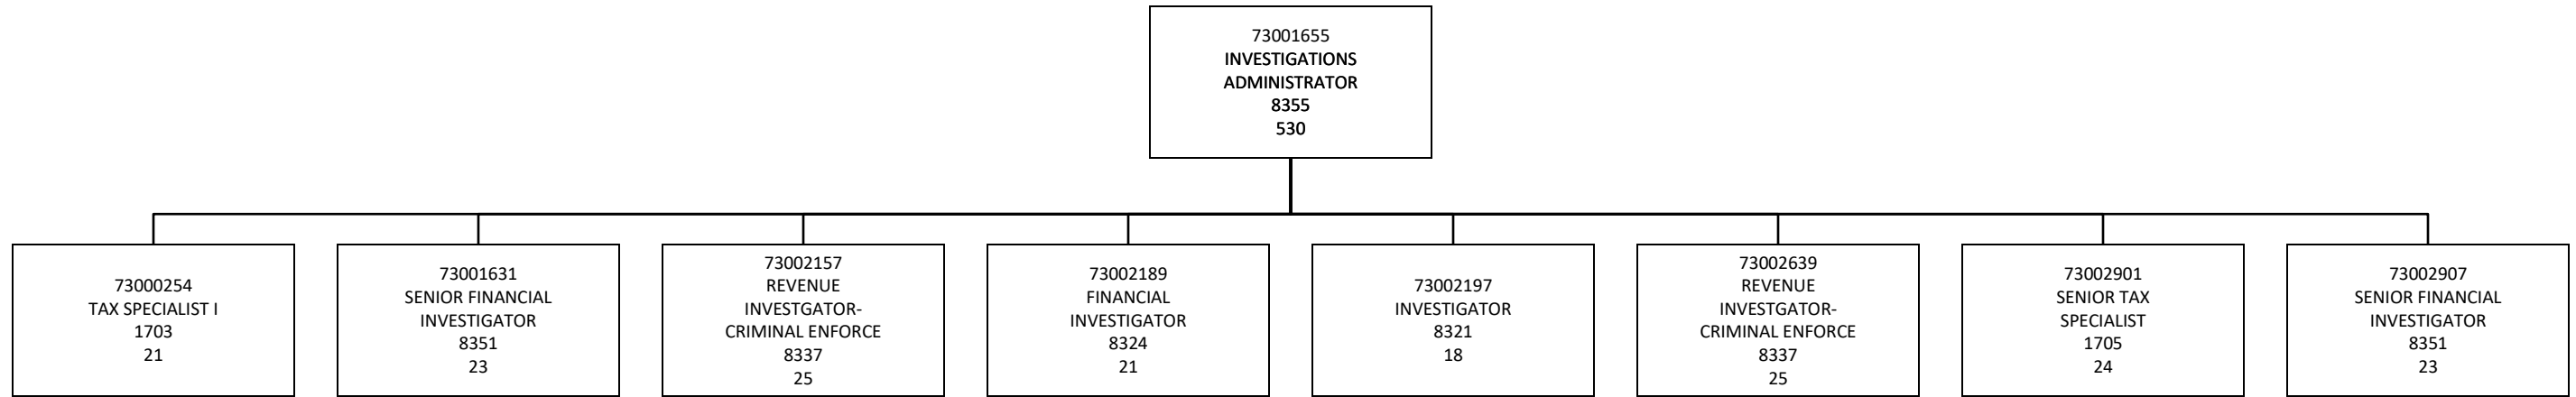 73001655
INVESTIGATIONS
ADMINISTRATOR
8355
530
73000254
TAX SPECIALIST I
1703
21
73001631
SENIOR FINANCIAL
INVESTIGATOR
8351
23
73002157
REVENUE
INVESTGATOR-
CRIMINAL ENFORCE
8337
25
73002189
FINANCIAL
INVESTIGATOR
8324
21
73002197
INVESTIGATOR
8321
18
73002639
REVENUE
INVESTGATOR-
CRIMINAL ENFORCE
8337
25
73002901
SENIOR TAX
SPECIALIST
1705
24
73002907
SENIOR FINANCIAL
INVESTIGATOR
8351
23